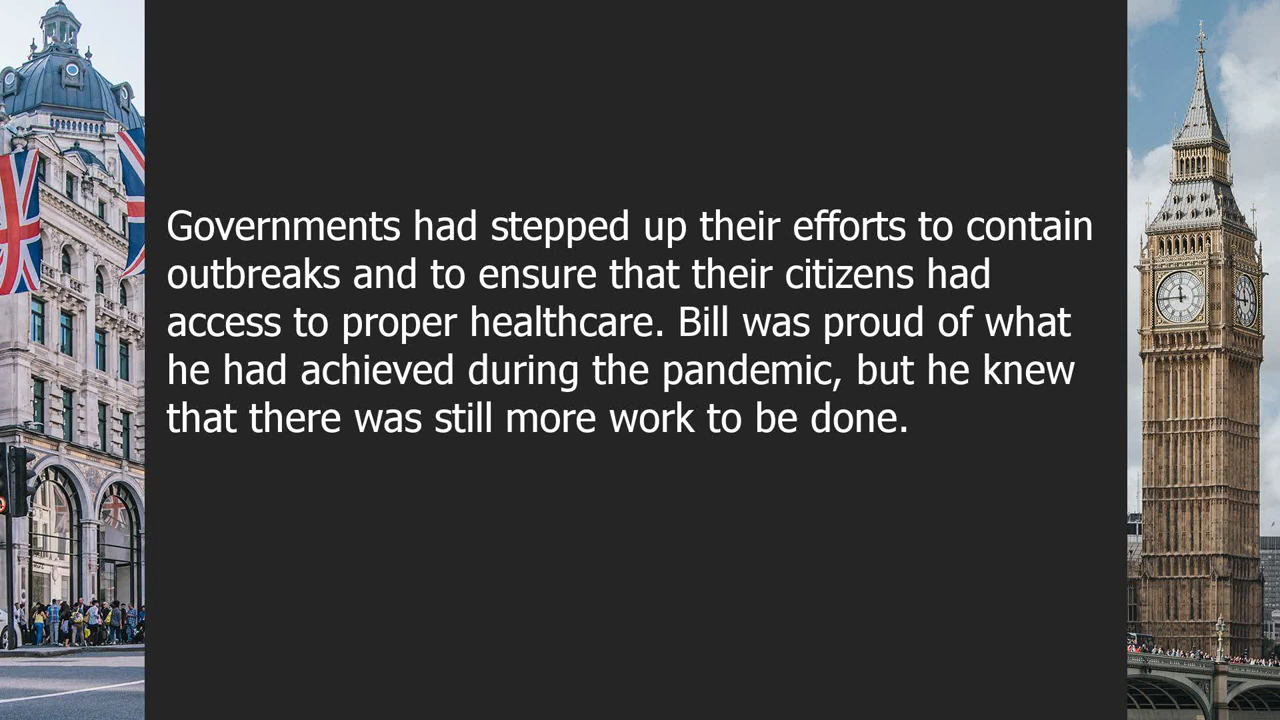 Governments had stepped up their efforts to contain
outbreaks and to ensure that their citizens had
access to proper healthcare. Bill was proud of what
he had achieved during the pandemic, but he knew
that there was still more work to be done.